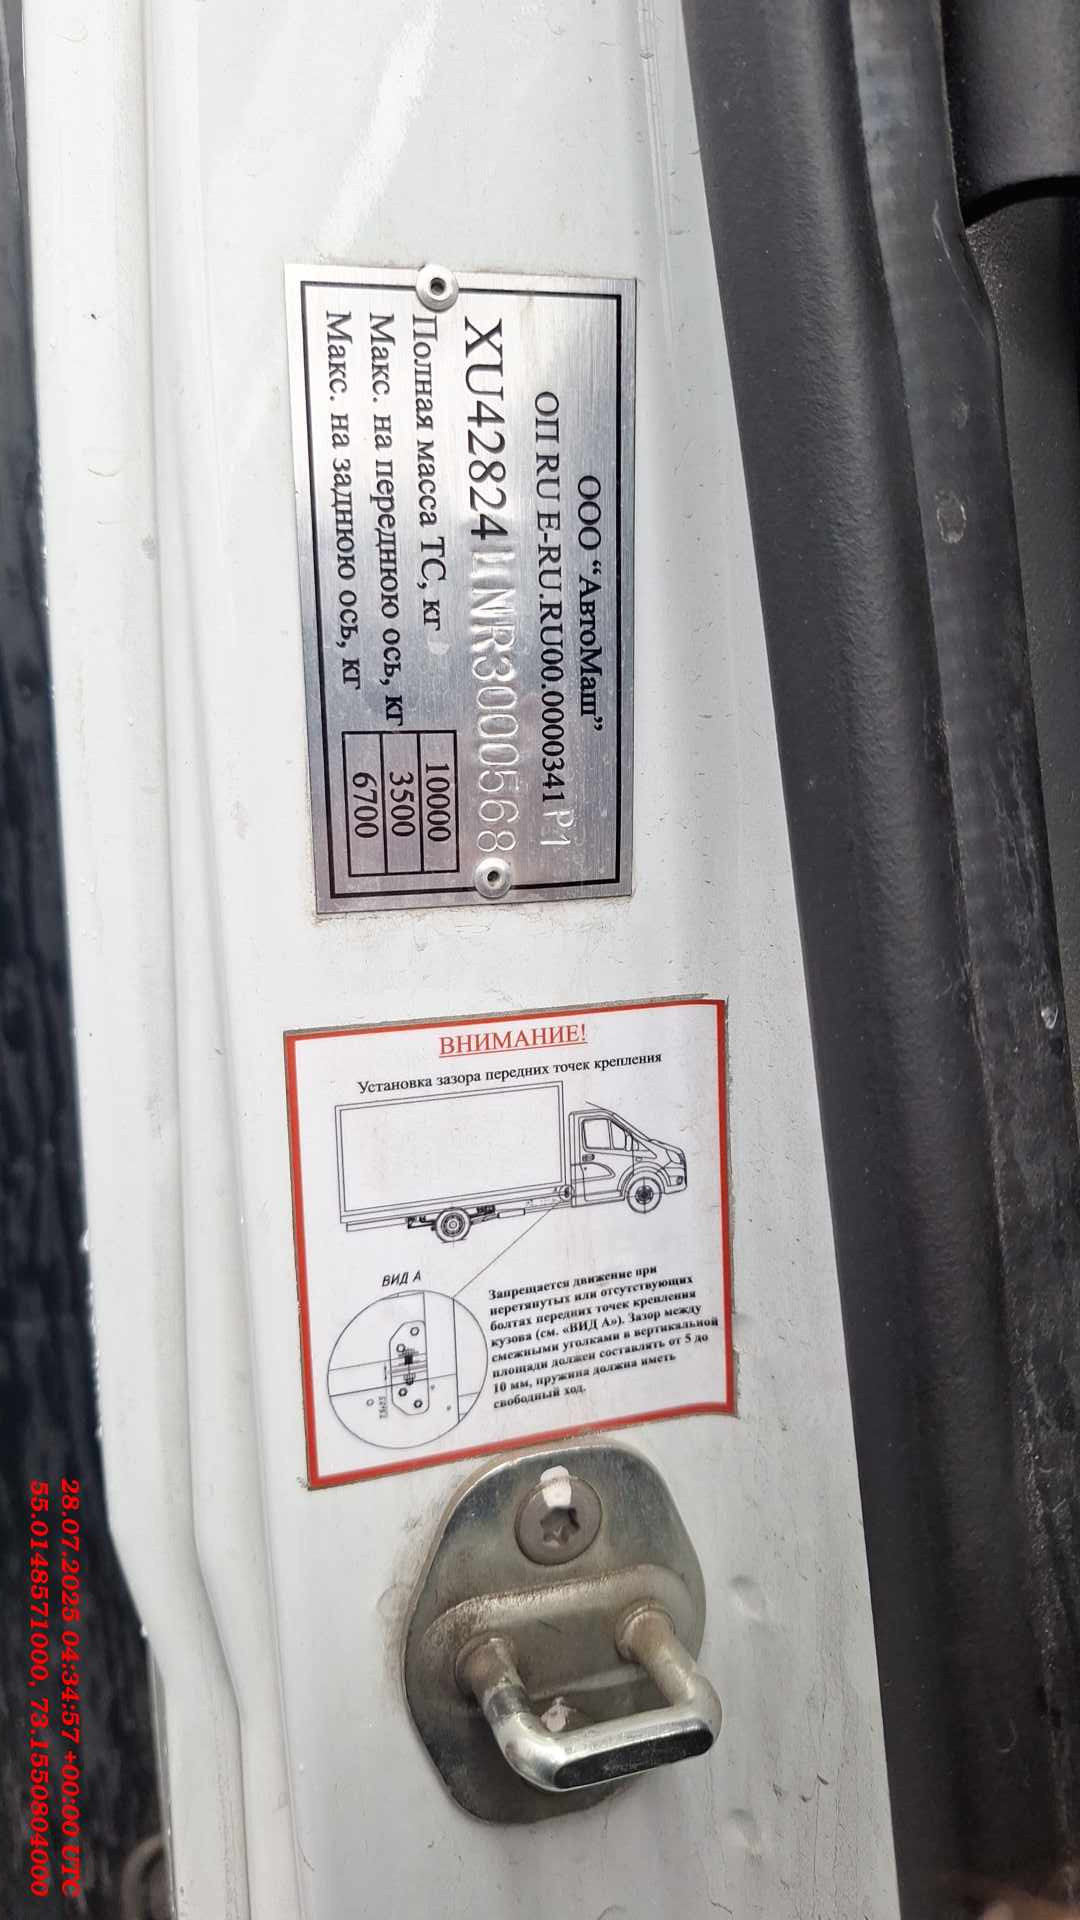 ООО “АвтоМаш”
ОП RU E-RU.RU00.0000341 P1
XU42824HNR3000568
Полная масса ТС, кг 10000
Макс. на переднюю ось, кг 3500
Макс. на заднюю ось, кг 6700
ВНИМАНИЕ!
Установка зазора передних точек крепления
ВИД А
Запрещается движение при
неретянутых или отсутствующих
болтах передних точек крепления
кузова (см. «ВИД А»). Зазор между
смежными уголками в вертикальной
площади должен составлять от 5 до
10 мм, пружина должна иметь
свободный ход.
28.07.2025 04:34:57 +00:00 UTC
55.0148571000, 73.1550804000